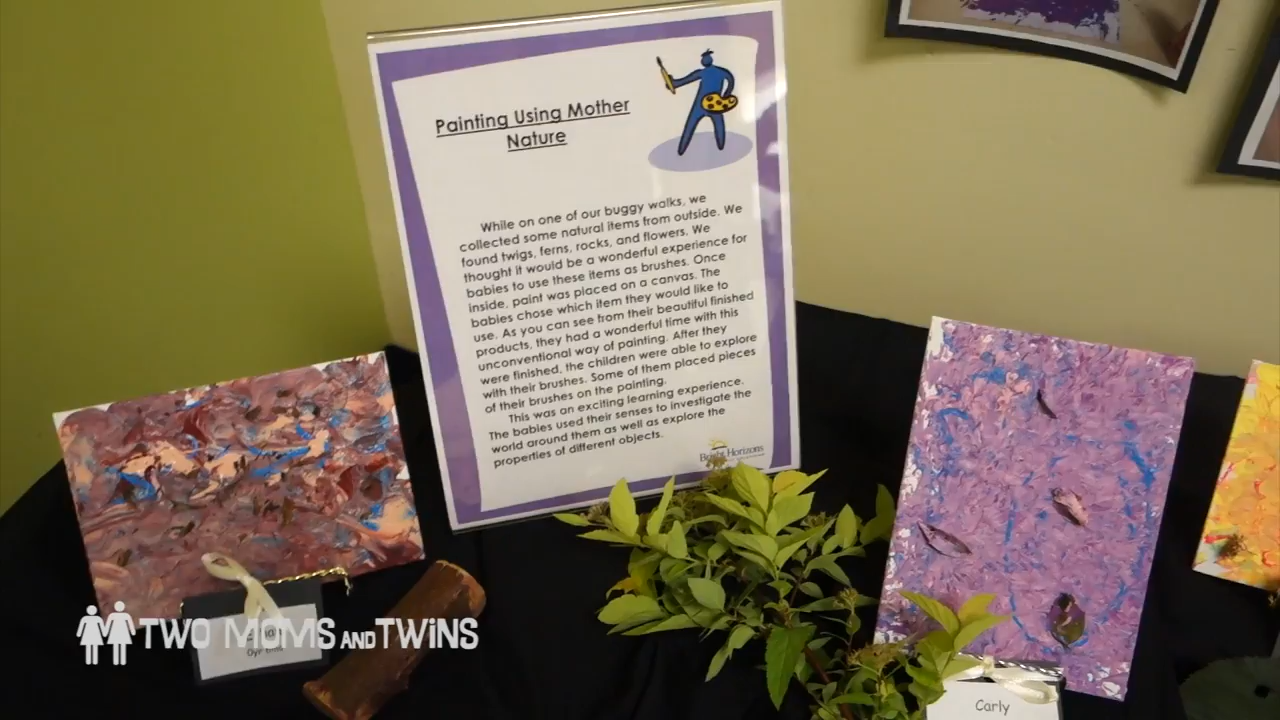 Painting Using Mother
Nature
While on one of our buggy walks, we
collected some natural items from outside. We
found twigs, ferns, rocks, and flowers. We
thought it would be a wonderful experience for
babies to use these items as brushes. Once
inside, paint was placed on a canvas. The
babies chose which item they would like to
use. As you can see from their beautiful finished
products, they had a wonderful time with this
unconventional way of painting. After they
were finished, the children were able to explore
with their brushes. Some of them placed pieces
of their brushes on the painting.
This was an exciting learning experience.
The babies used their senses to investigate the
world around them as well as explore the
properties of different objects.
Bright Horizons
TWO MOMS AND TWiNS
Carly